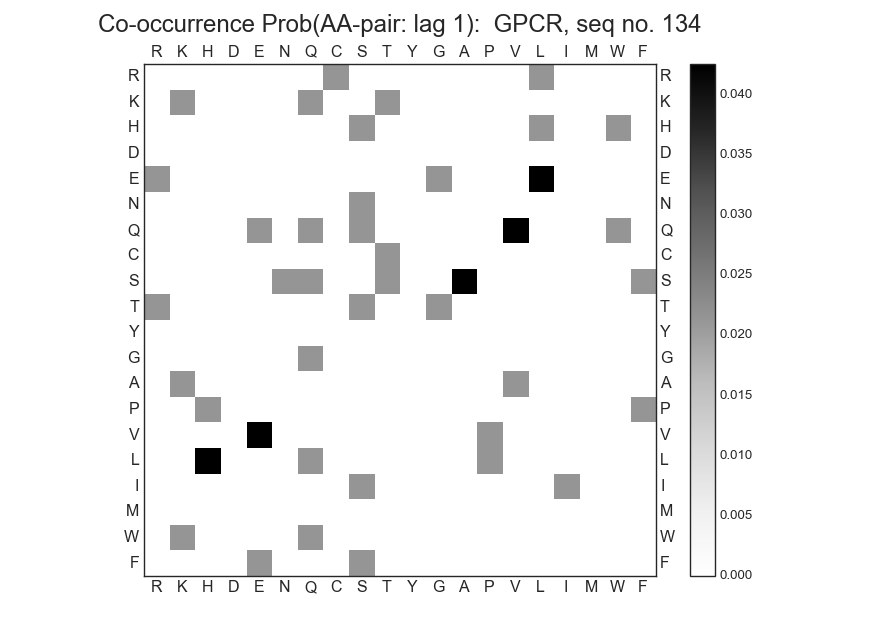 Co-occurrence Prob(AA-pair: lag 1):  GPCR, seq no. 134
R K H D E N Q C S T Y G A P V L I M W F
R R
K K
H H
D D
E E
N N
Q Q
C C
S S
T T
Y Y
G G
A A
P P
V V
L L
I I
M M
W W
F F
R K H D E N Q C S T Y G A P V L I M W F
0.040
0.035
0.030
0.025
0.020
0.015
0.010
0.005
0.000